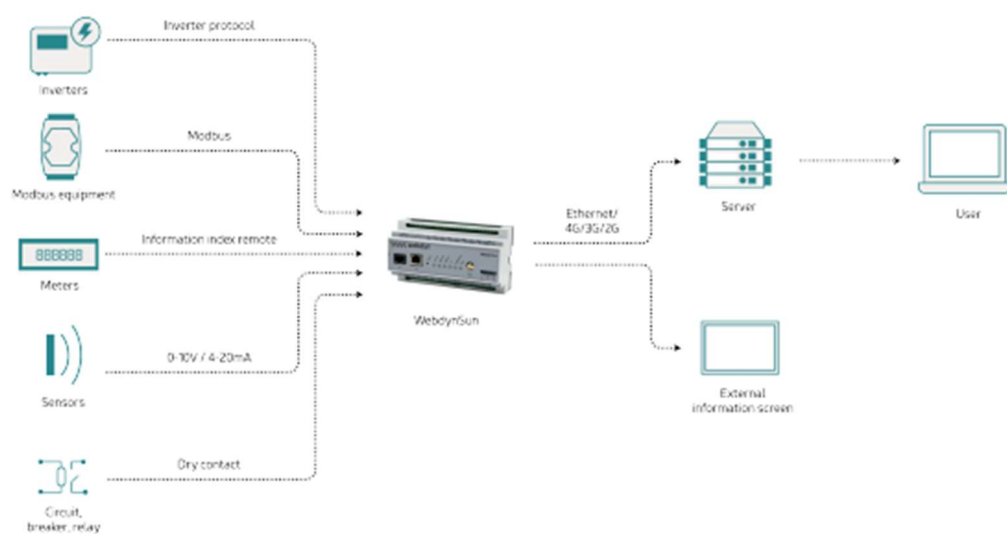 Inverter protocol
Inverters
Modbus
Modbus equipment
Information index remote
888888
Meters
0-10V / 4-20mA
Sensors
Dry contact
Circuit,
breaker, relay
WebdynSun
Ethernet/
4G/3G/2G
Server
User
External
information screen